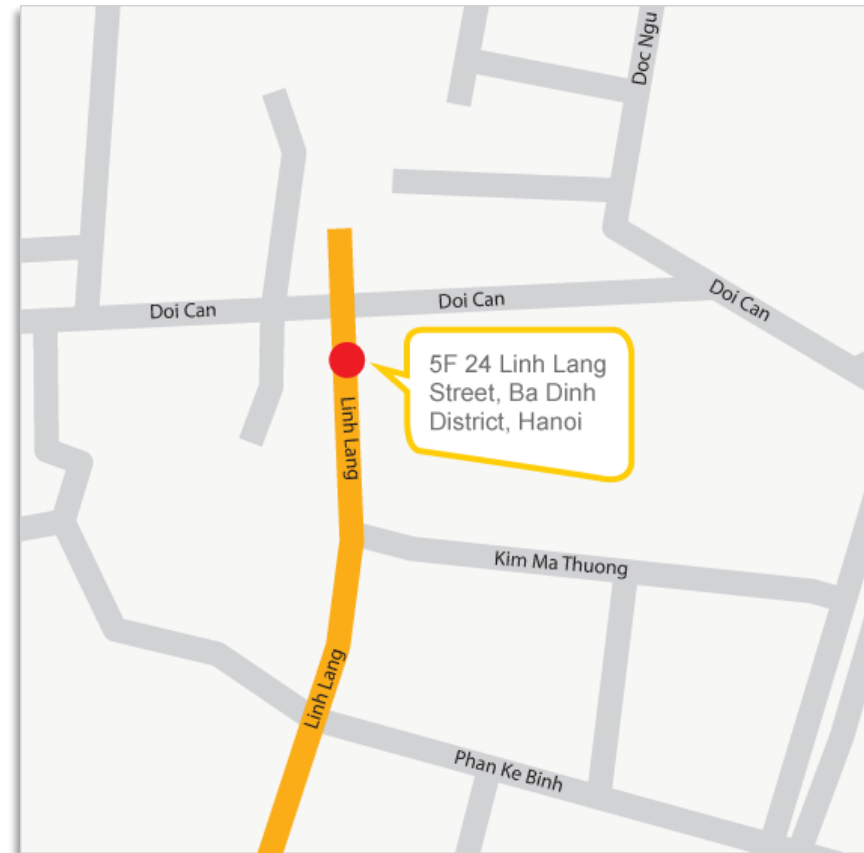 Doc Ngu
Doi Can
Doi Can
Doi Can
5F 24 Linh Lang
Street, Ba Dinh
District, Hanoi
Linh Lang
Kim Ma Thuong
Linh Lang
Phan Ke Binh